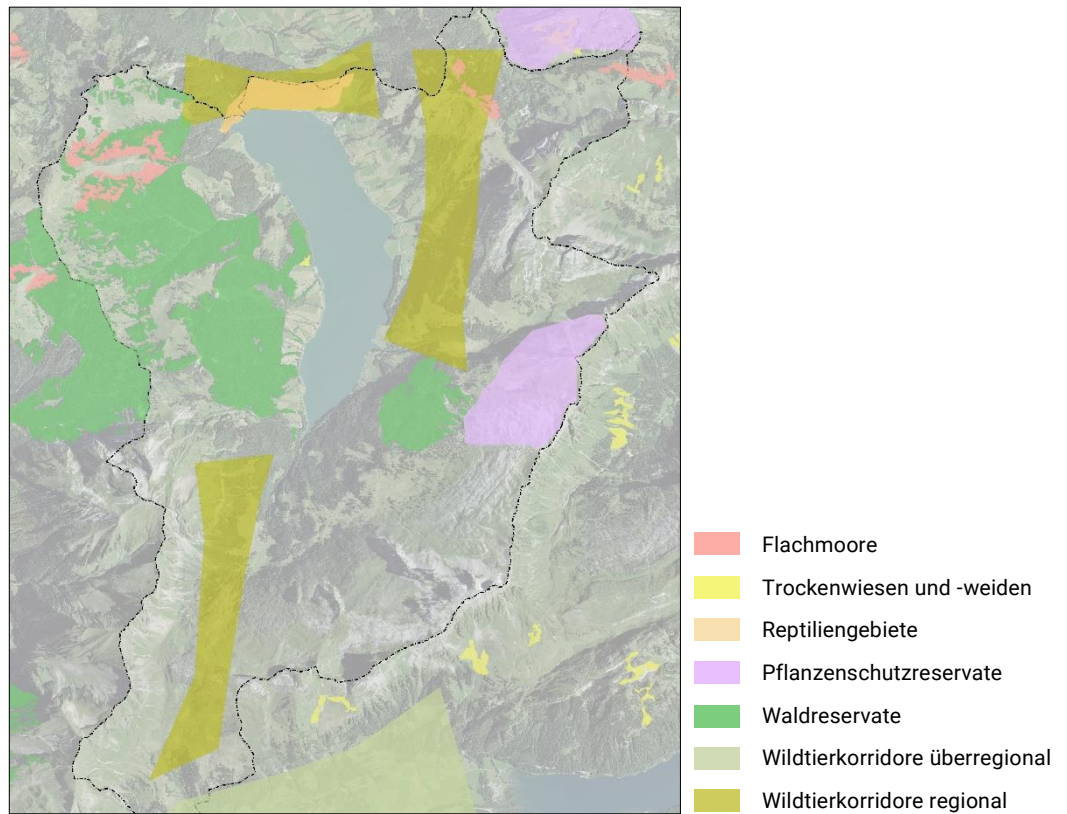 Flachmoore
Trockenwiesen und -weiden
Reptiliengebiete
Pflanzenschutzreservate
Waldreservate
Wildtierkorridore überregional
Wildtierkorridore regional